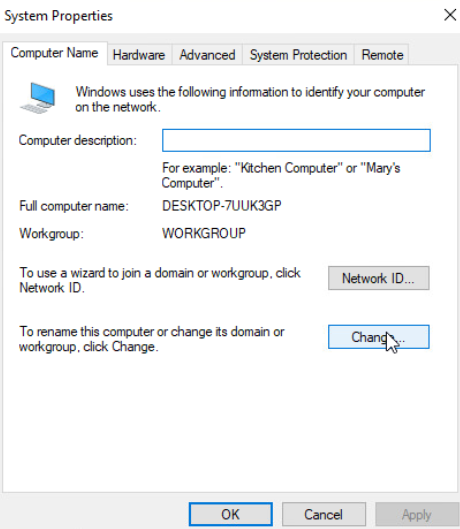 System Properties
Computer Name Hardware Advanced System Protection Remote
Windows uses the following information to identify your computer
on the network.
Computer description:
For example: "Kitchen Computer" or "Mary's
Computer".
Full computer name: DESKTOP-7UUK3GP
Workgroup: WORKGROUP
To use a wizard to join a domain or workgroup, click
Network ID.
Network ID...
To rename this computer or change its domain or
workgroup, click Change.
Change...
OK Cancel Apply